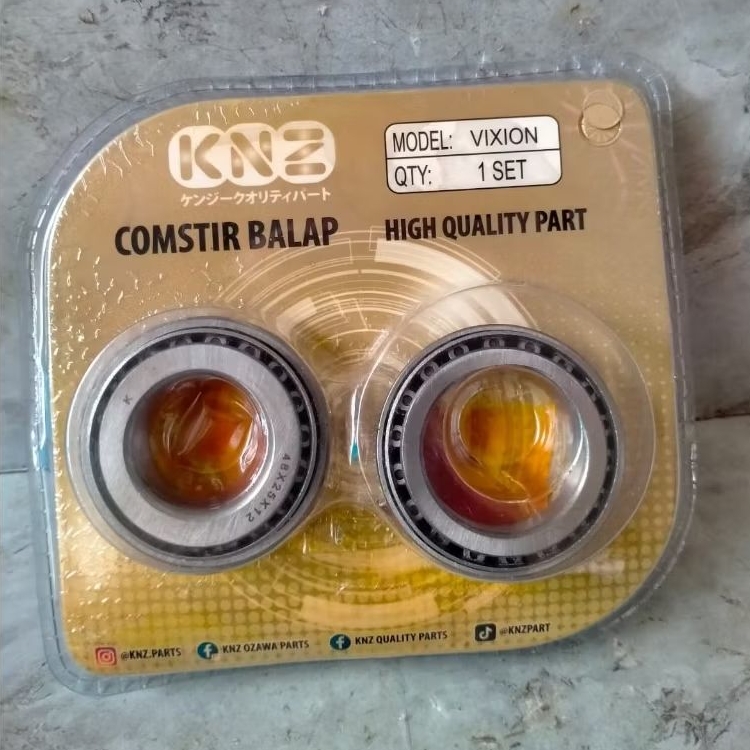 KNZ
ケンジークオリティパート
MODEL: VIXION
QTY: 1 SET
COMSTIR BALAP
HIGH QUALITY PART
K
48X25X12
@KNZ.PARTS
KNZ OZAWA PARTS
KNZ QUALITY PARTS
@KNZPART